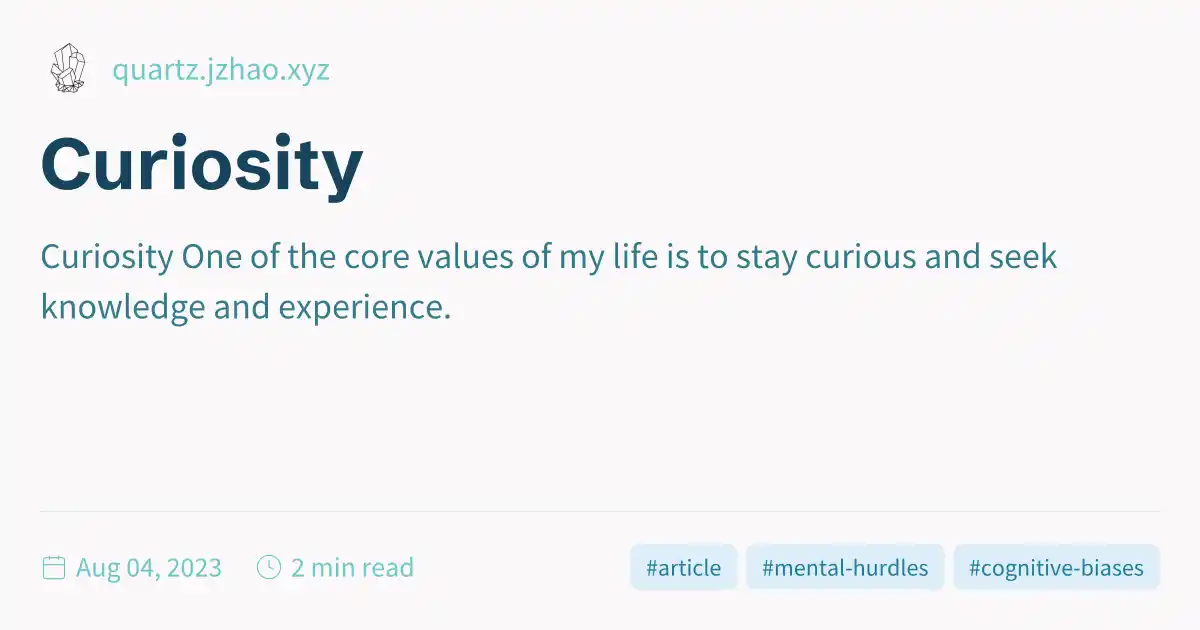 quartz.jzhao.xyz
Curiosity
Curiosity One of the core values of my life is to stay curious and seek
knowledge and experience.
Aug 04, 2023 2 min read #article #mental-hurdles #cognitive-biases